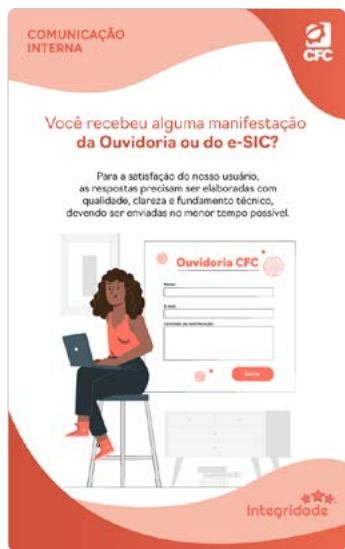 COMUNICAÇÃO
INTERNA
CFC
Você recebeu alguma manifestação
da Ouvidoria ou do e-SIC?
Para a satisfação do nosso usuário,
as respostas precisam ser elaboradas com
qualidade, clareza e fundamento técnico,
devendo ser enviadas no menor tempo possível.
Ouvidoria CFC
Nome:
E-mail:
Enviar
Integridade